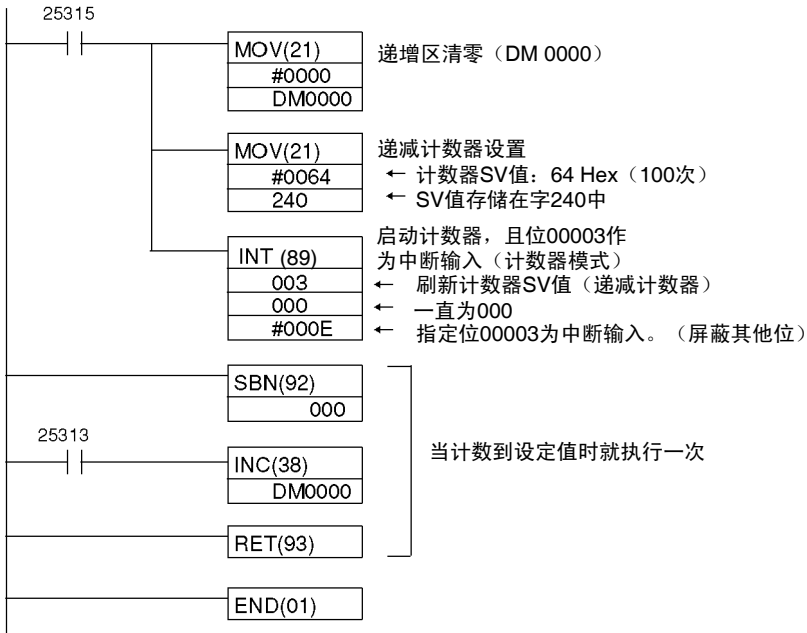 25315
MOV(21)
#0000
DM0000
递增区清零（DM 0000）
MOV(21)
#0064
240
递减计数器设置
← 计数器SV值：64 Hex（100次）
← SV值存储在字240中
INT (89)
003
000
#000E
启动计数器，且位00003作
为中断输入（计数器模式）
← 刷新计数器SV值（递减计数器）
← 一直为000
← 指定位00003为中断输入。（屏蔽其他位）
SBN(92)
000
25313
INC(38)
DM0000
当计数到设定值时就执行一次
RET(93)
END(01)